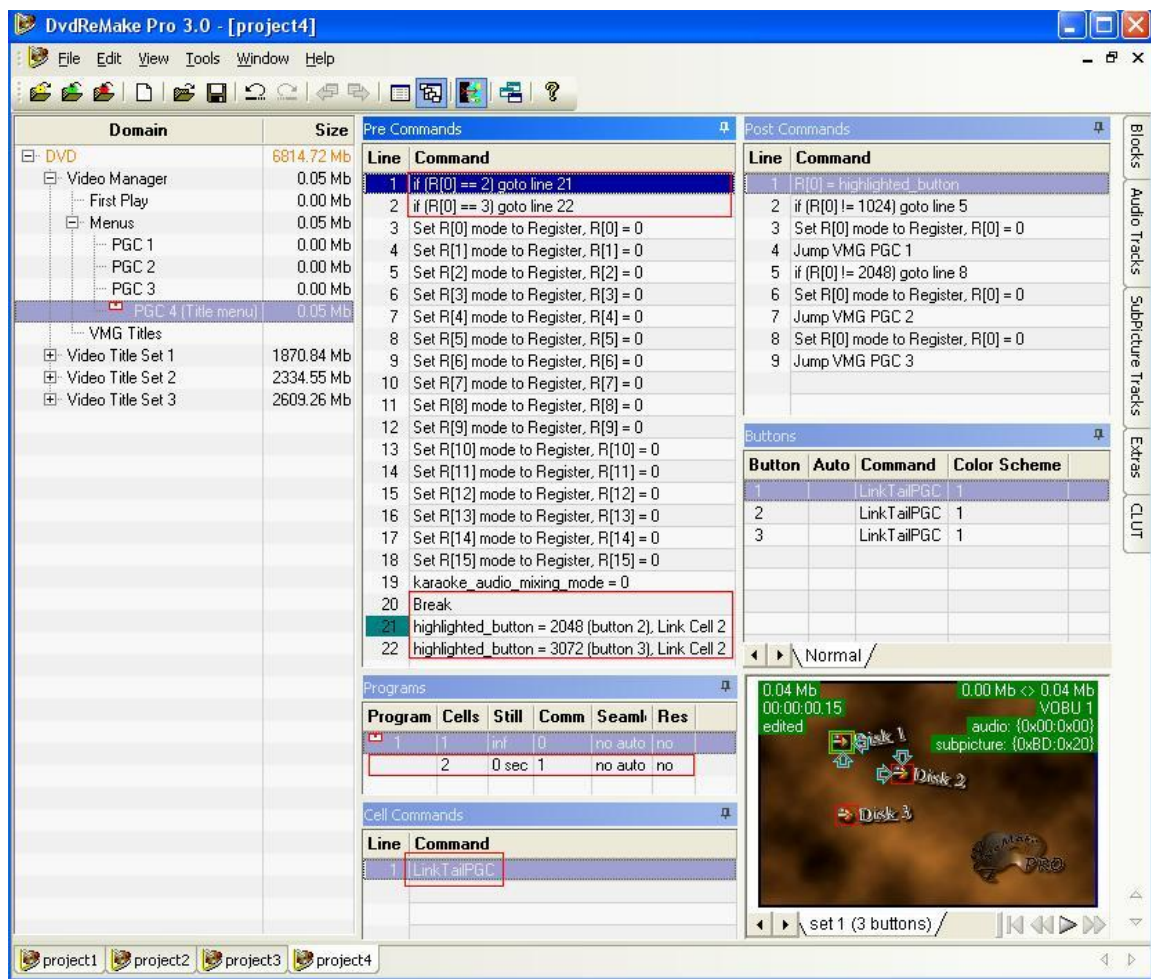 DvdReMake Pro 3.0 - [project4]
File Edit View Tools Window Help
Domain Size
DVD 6814.72 Mb
Video Manager 0.05 Mb
First Play 0.00 Mb
Menus 0.05 Mb
PGC 1 0.00 Mb
PGC 2 0.00 Mb
PGC 3 0.00 Mb
PGC 4 (Title menu) 0.05 Mb
VMG Titles
Video Title Set 1 1870.84 Mb
Video Title Set 2 2334.55 Mb
Video Title Set 3 2609.26 Mb
Pre Commands
Line Command
1 if (R[0] == 2) goto line 21
2 if (R[0] == 3) goto line 22
3 Set R[0] mode to Register, R[0] = 0
4 Set R[1] mode to Register, R[1] = 0
5 Set R[2] mode to Register, R[2] = 0
6 Set R[3] mode to Register, R[3] = 0
7 Set R[4] mode to Register, R[4] = 0
8 Set R[5] mode to Register, R[5] = 0
9 Set R[6] mode to Register, R[6] = 0
10 Set R[7] mode to Register, R[7] = 0
11 Set R[8] mode to Register, R[8] = 0
12 Set R[9] mode to Register, R[9] = 0
13 Set R[10] mode to Register, R[10] = 0
14 Set R[11] mode to Register, R[11] = 0
15 Set R[12] mode to Register, R[12] = 0
16 Set R[13] mode to Register, R[13] = 0
17 Set R[14] mode to Register, R[14] = 0
18 Set R[15] mode to Register, R[15] = 0
19 karaoke_audio_mixing_mode = 0
20 Break
21 highlighted_button = 2048 (button 2), Link Cell 2
22 highlighted_button = 3072 (button 3), Link Cell 2
Programs
Program Cells Still Comm Seaml Res
1 1 inf 0 no auto no
2 0 sec 1 no auto no
Cell Commands
Line Command
1 LinkTailPGC
Post Commands
Line Command
1 R[0] = highlighted_button
2 if (R[0] != 1024) goto line 5
3 Set R[0] mode to Register, R[0] = 0
4 Jump VMG PGC 1
5 if (R[0] != 2048) goto line 8
6 Set R[0] mode to Register, R[0] = 0
7 Jump VMG PGC 2
8 Set R[0] mode to Register, R[0] = 0
9 Jump VMG PGC 3
Buttons
Button Auto Command Color Scheme
1 LinkTailPGC 1
2 LinkTailPGC 1
3 LinkTailPGC 1
Normal
0.04 Mb 0.00 Mb <> 0.04 Mb
00:00:00.15 VOBU 1
edited audio: {0x00:0x00}
subpicture: {0xBD:0x20}
Disk 1
Disk 2
Disk 3
PRO
set 1 (3 buttons)
Blocks
Audio Tracks
SubPicture Tracks
Extras
CLUT
project1 project2 project3 project4